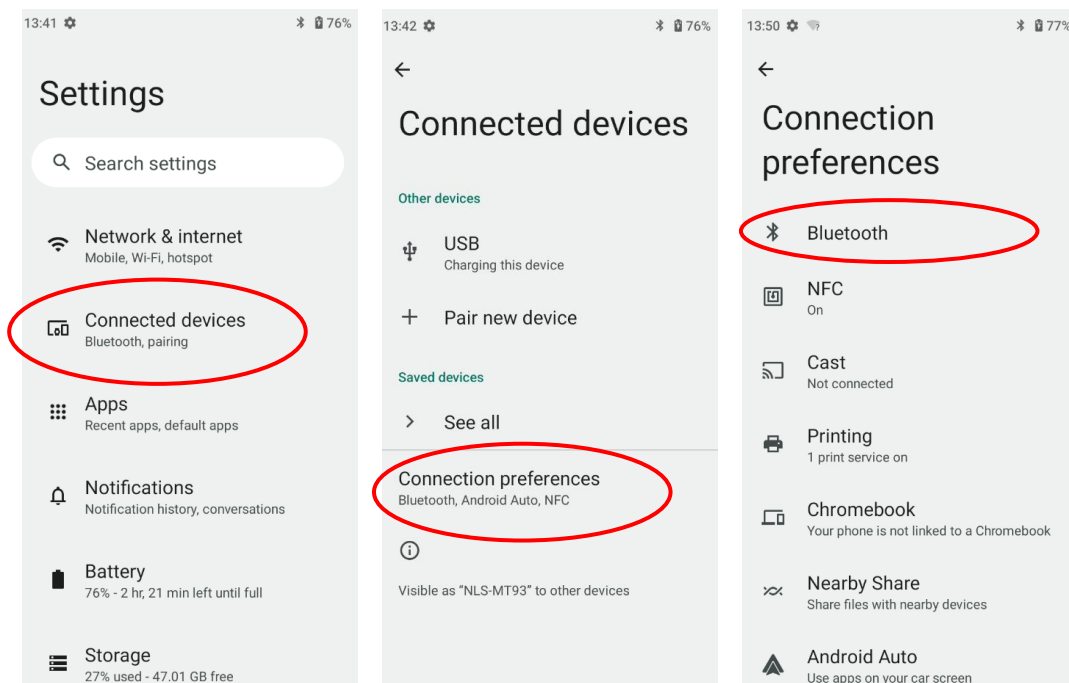 13:41 76%
Settings
Search settings
Network & internet
Mobile, Wi-Fi, hotspot
Connected devices
Bluetooth, pairing
Apps
Recent apps, default apps
Notifications
Notification history, conversations
Battery
76% - 2 hr, 21 min left until full
Storage
27% used - 47.01 GB free
13:42 76%
Connected devices
Other devices
USB
Charging this device
Pair new device
Saved devices
See all
Connection preferences
Bluetooth, Android Auto, NFC
Visible as “NLS-MT93” to other devices
13:50 77%
Connection
preferences
Bluetooth
NFC
On
Cast
Not connected
Printing
1 print service on
Chromebook
Your phone is not linked to a Chromebook
Nearby Share
Share files with nearby devices
Android Auto
Use apps on your car screen